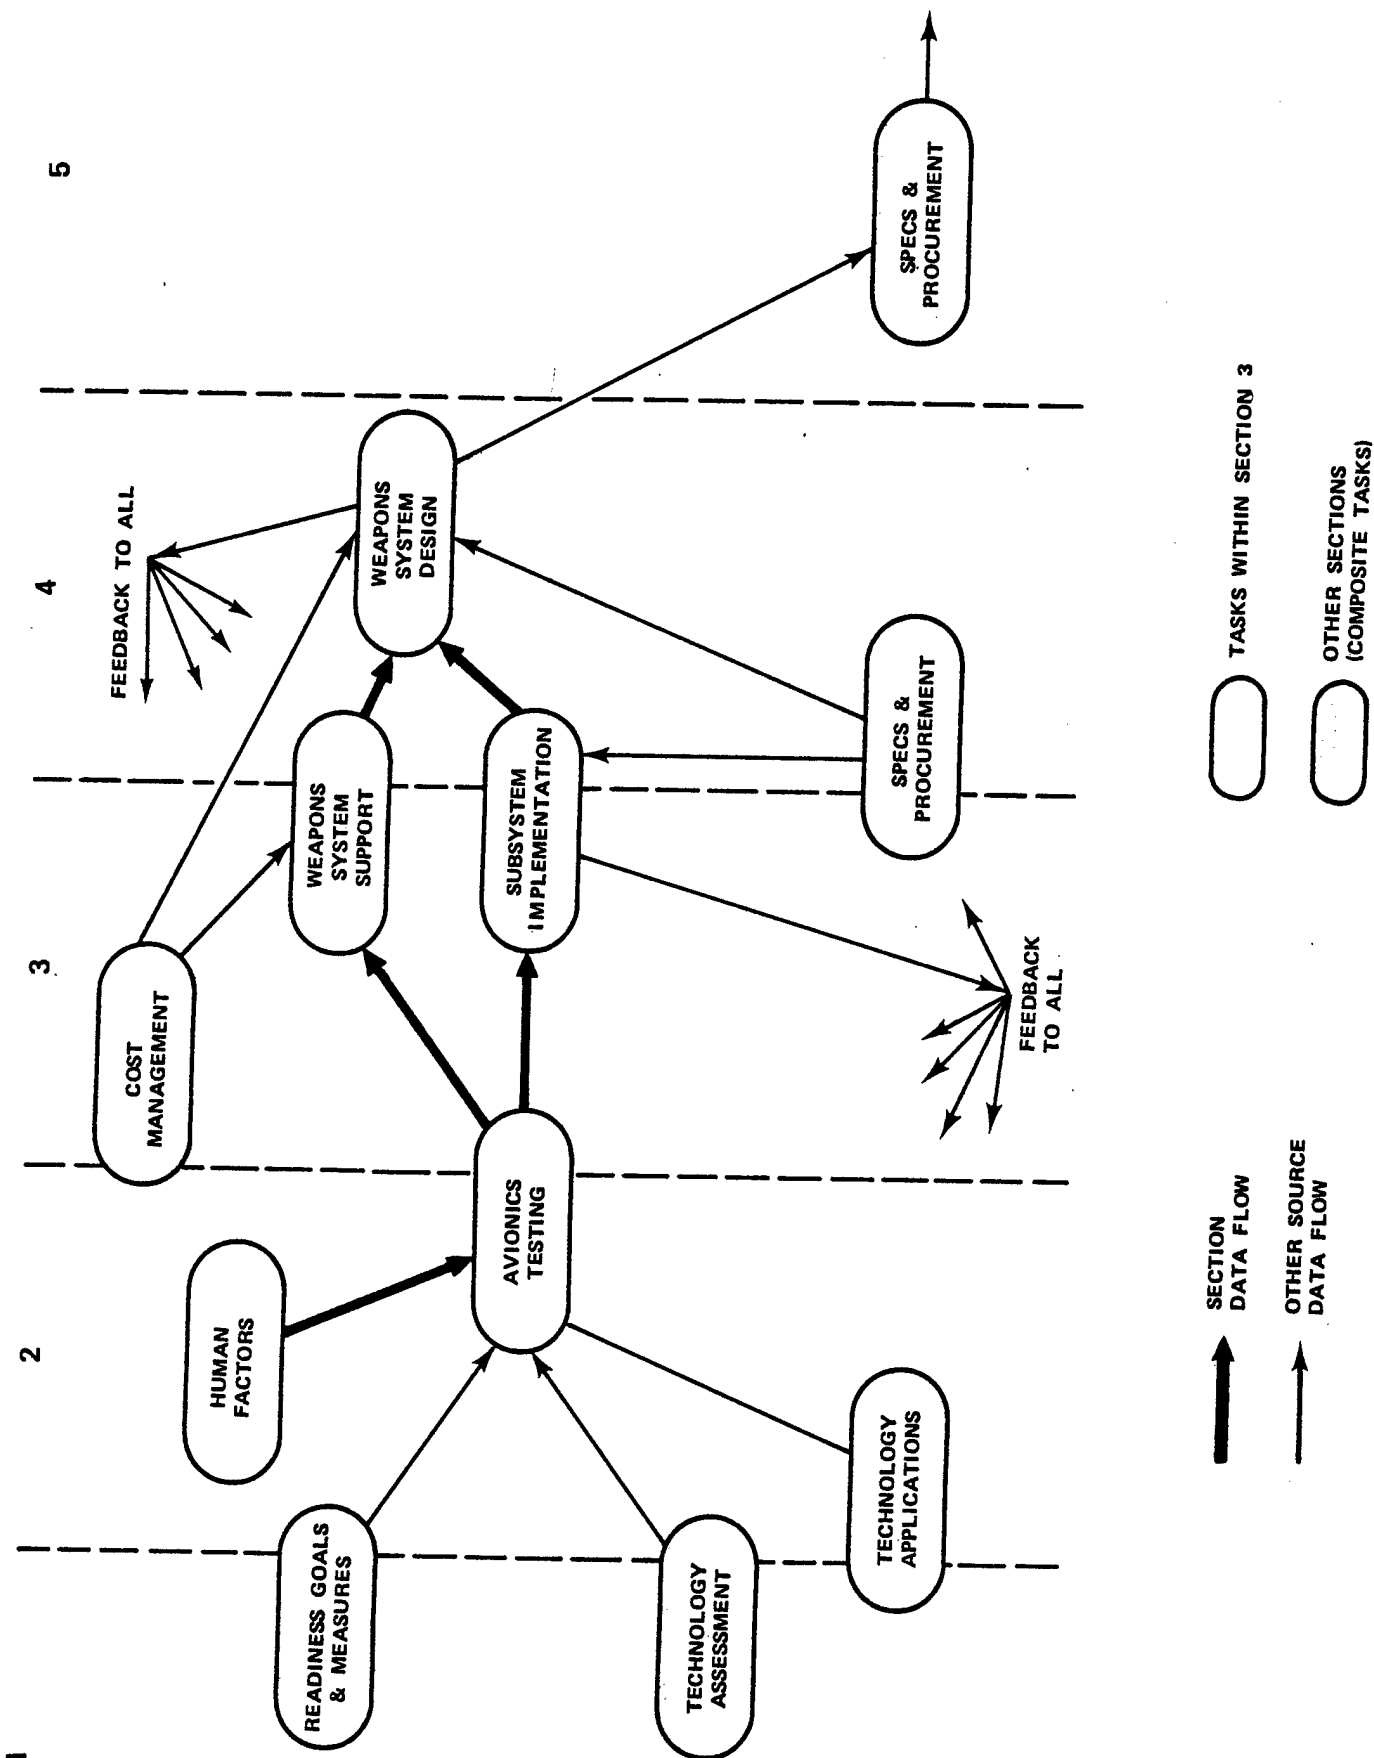 1
2
3
4
5
READINESS GOALS
& MEASURES
HUMAN
FACTORS
COST
MANAGEMENT
FEEDBACK TO ALL
WEAPONS
SYSTEM
SUPPORT
WEAPONS
SYSTEM
DESIGN
AVIONICS
TESTING
SUBSYSTEM
IMPLEMENTATION
TECHNOLOGY
ASSESSMENT
TECHNOLOGY
APPLICATIONS
FEEDBACK
TO ALL
SPECS &
PROCUREMENT
SPECS &
PROCUREMENT
SECTION
DATA FLOW
OTHER SOURCE
DATA FLOW
TASKS WITHIN SECTION 3
OTHER SECTIONS
(COMPOSITE TASKS)